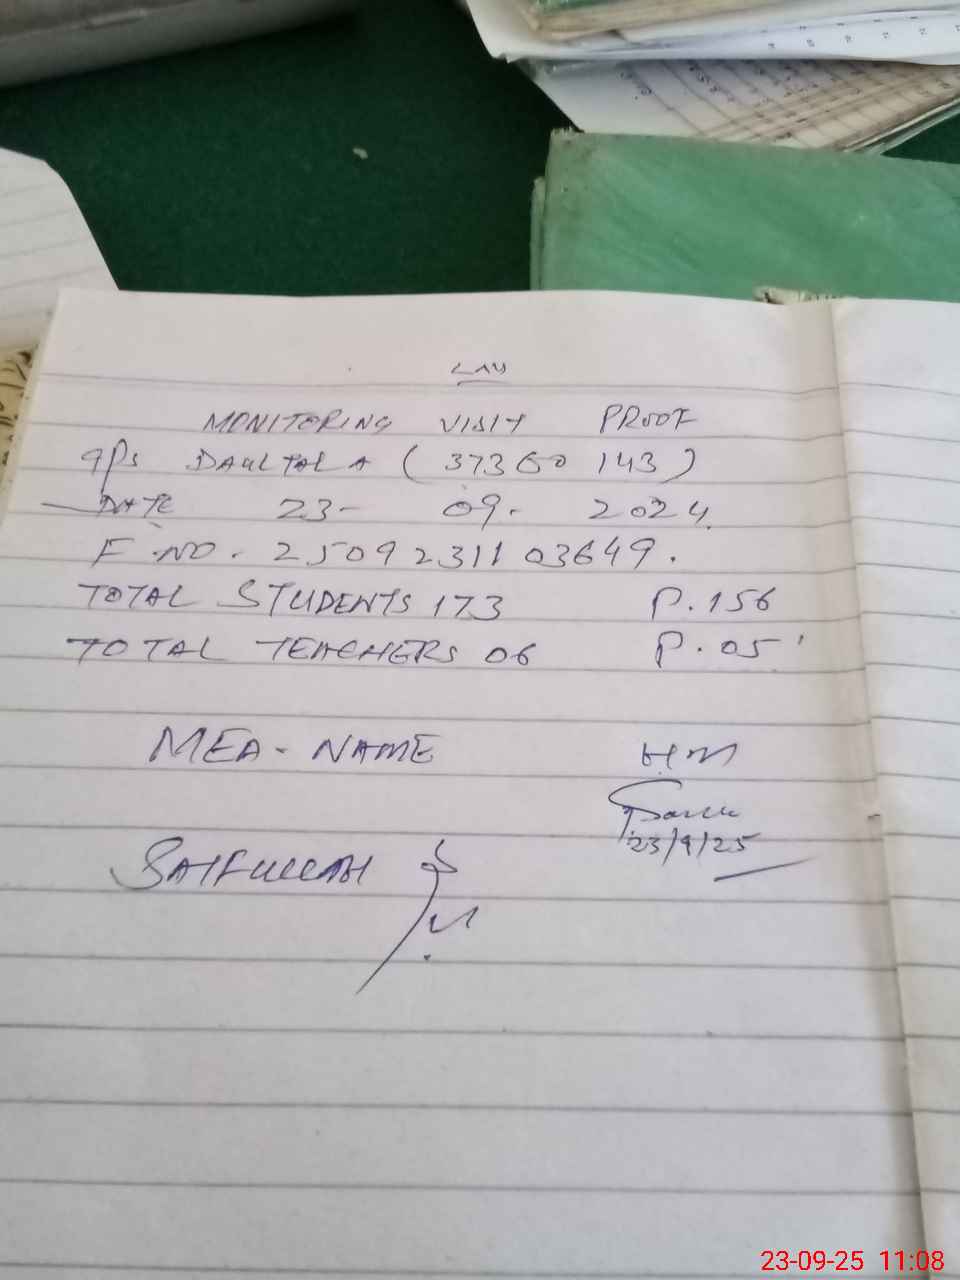 LAY
MONITORING VISIT PROOF
GPS DAULTALA (37360143)
DATE 23- 09. 2024.
F.NO. 25092311 03649.
TOTAL STUDENTS 173 P.156
TOTAL TEACHERS 06 P.05
MEA-NAME HM
23/9/25
SAIFULLAH
23-09-25 11:08